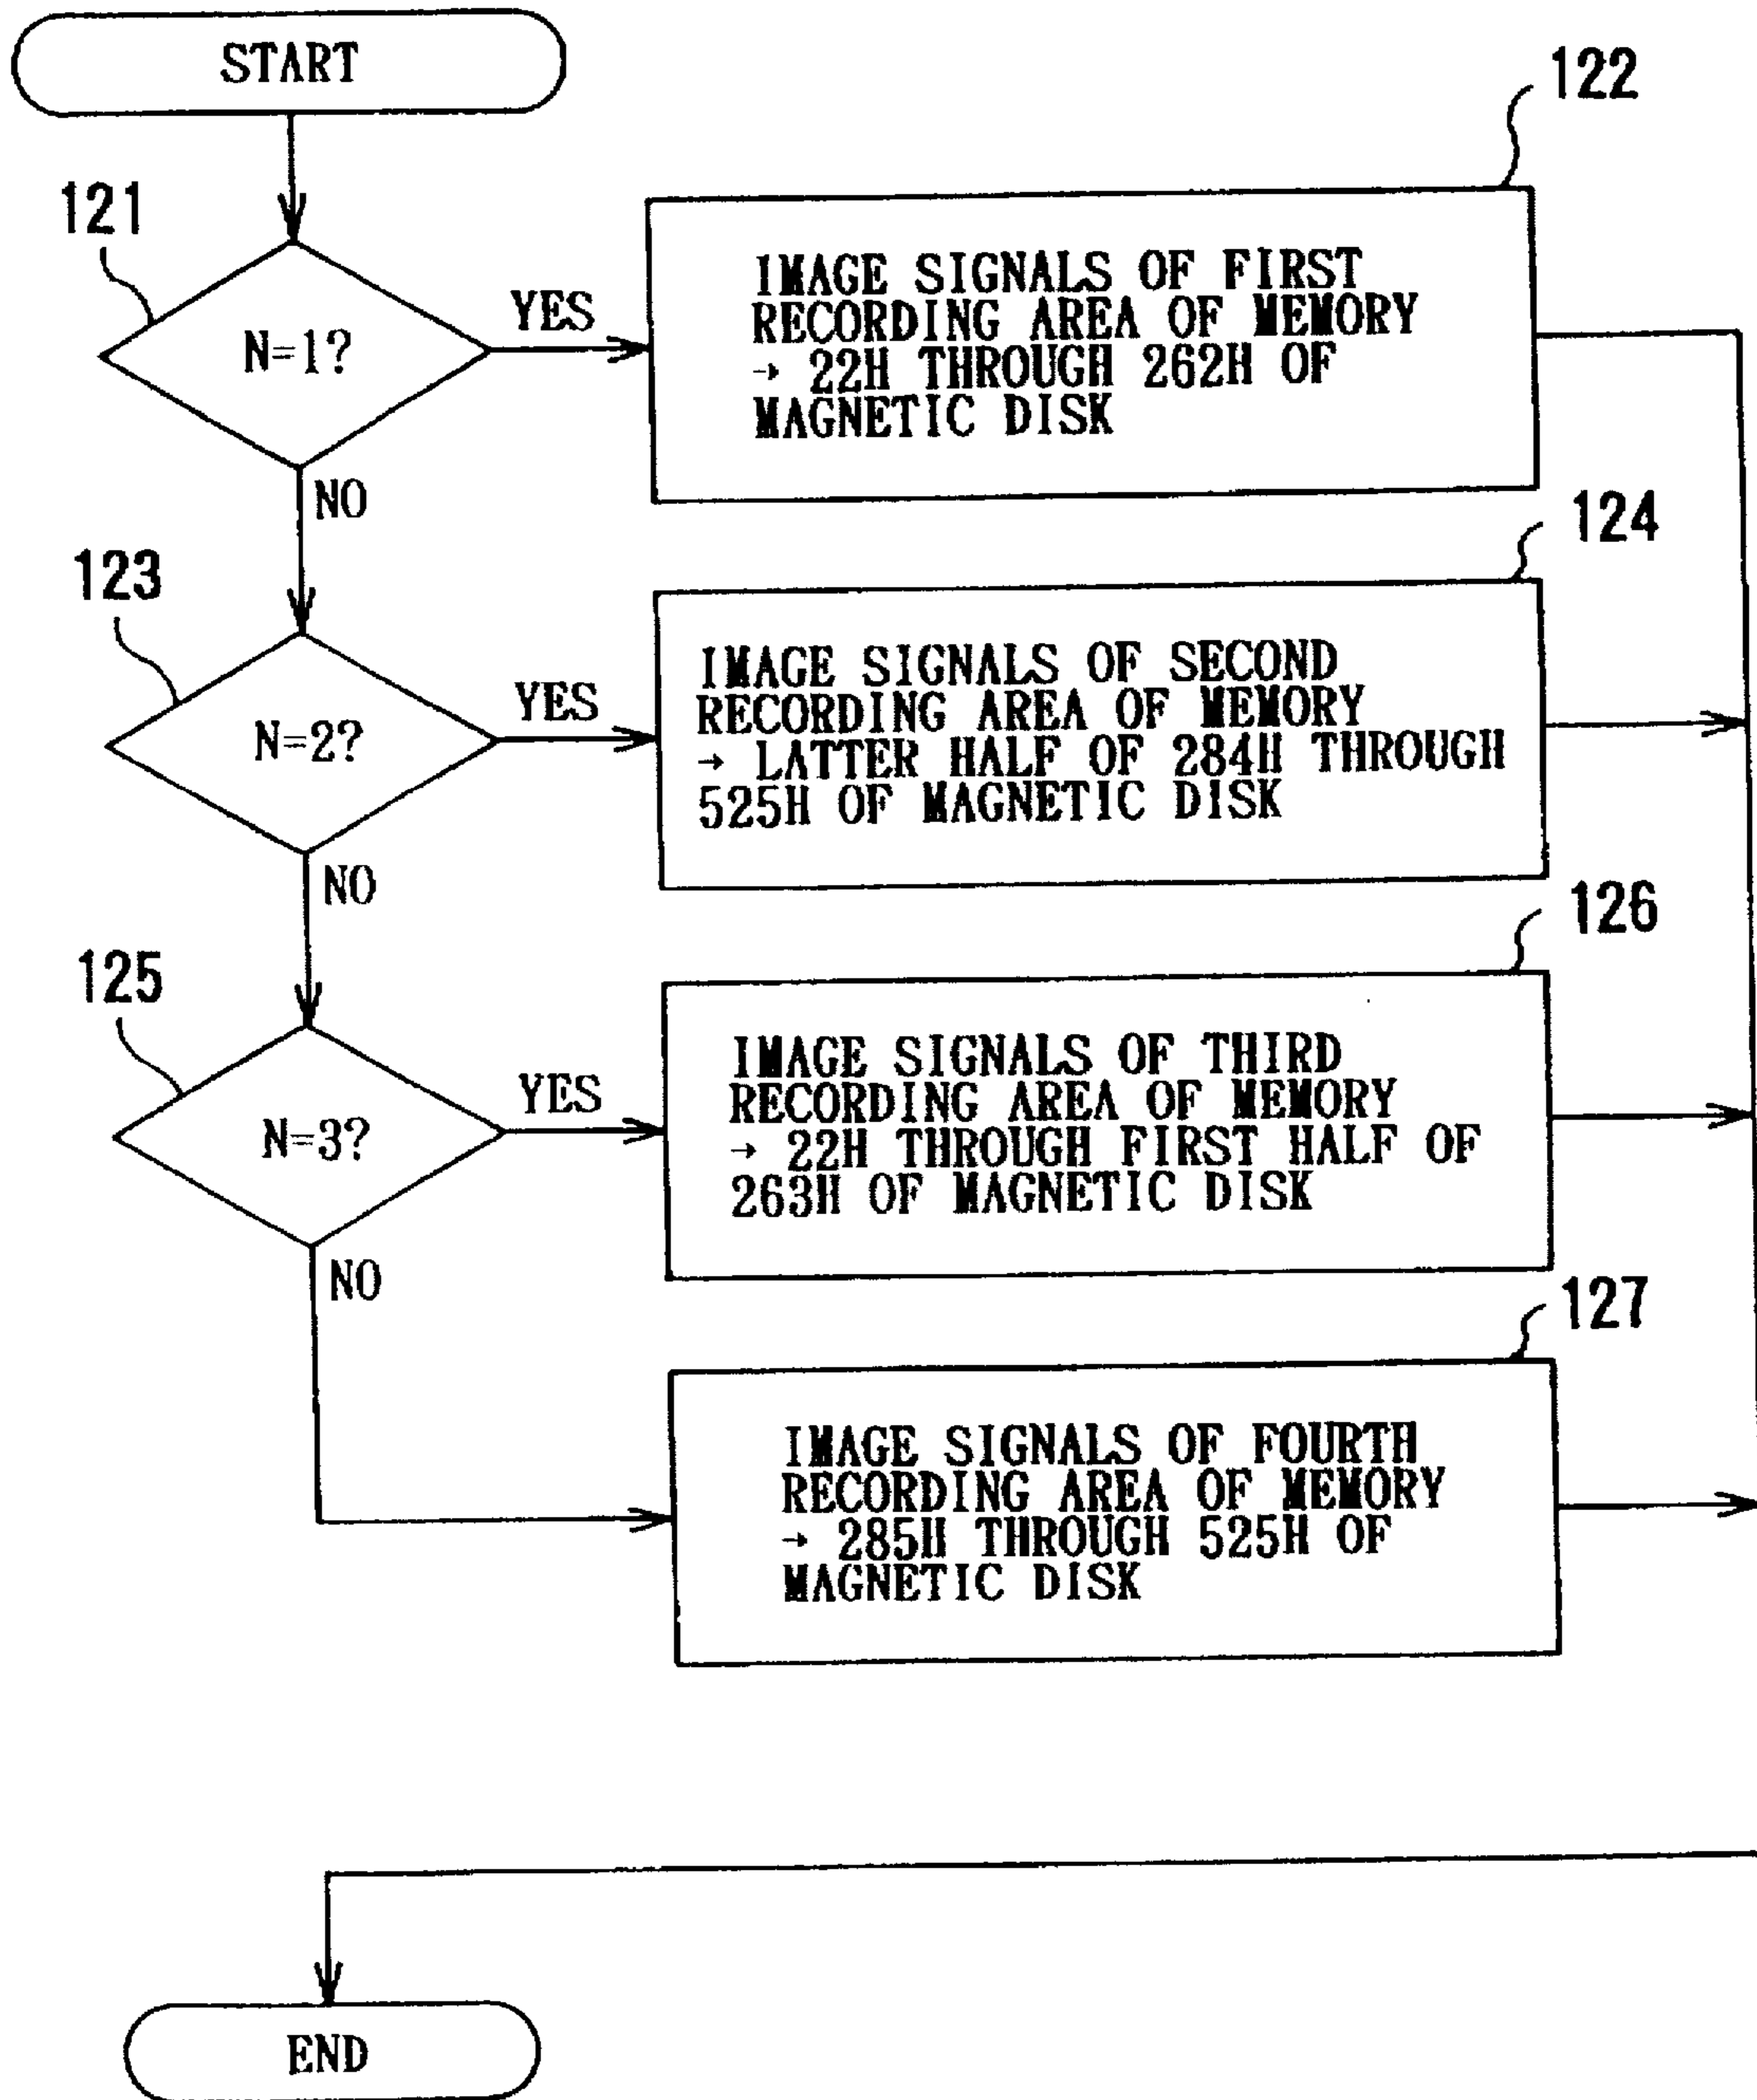 START
122
121
N=1?
YES
IMAGE SIGNALS OF FIRST
RECORDING AREA OF MEMORY
→ 22H THROUGH 262H OF
MAGNETIC DISK
NO
124
123
N=2?
YES
IMAGE SIGNALS OF SECOND
RECORDING AREA OF MEMORY
→ LATTER HALF OF 284H THROUGH
525H OF MAGNETIC DISK
NO
126
125
N=3?
YES
IMAGE SIGNALS OF THIRD
RECORDING AREA OF MEMORY
→ 22H THROUGH FIRST HALF OF
263H OF MAGNETIC DISK
NO
127
IMAGE SIGNALS OF FOURTH
RECORDING AREA OF MEMORY
→ 285H THROUGH 525H OF
MAGNETIC DISK
END